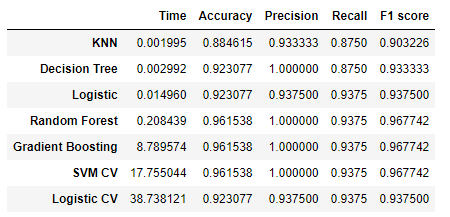 Time Accuracy Precision Recall F1 score
KNN 0.001995 0.884615 0.933333 0.8750 0.903226
Decision Tree 0.002992 0.923077 1.000000 0.8750 0.933333
Logistic 0.014960 0.923077 0.937500 0.9375 0.937500
Random Forest 0.208439 0.961538 1.000000 0.9375 0.967742
Gradient Boosting 8.789574 0.961538 1.000000 0.9375 0.967742
SVM CV 17.755044 0.961538 1.000000 0.9375 0.967742
Logistic CV 38.738121 0.923077 0.937500 0.9375 0.937500